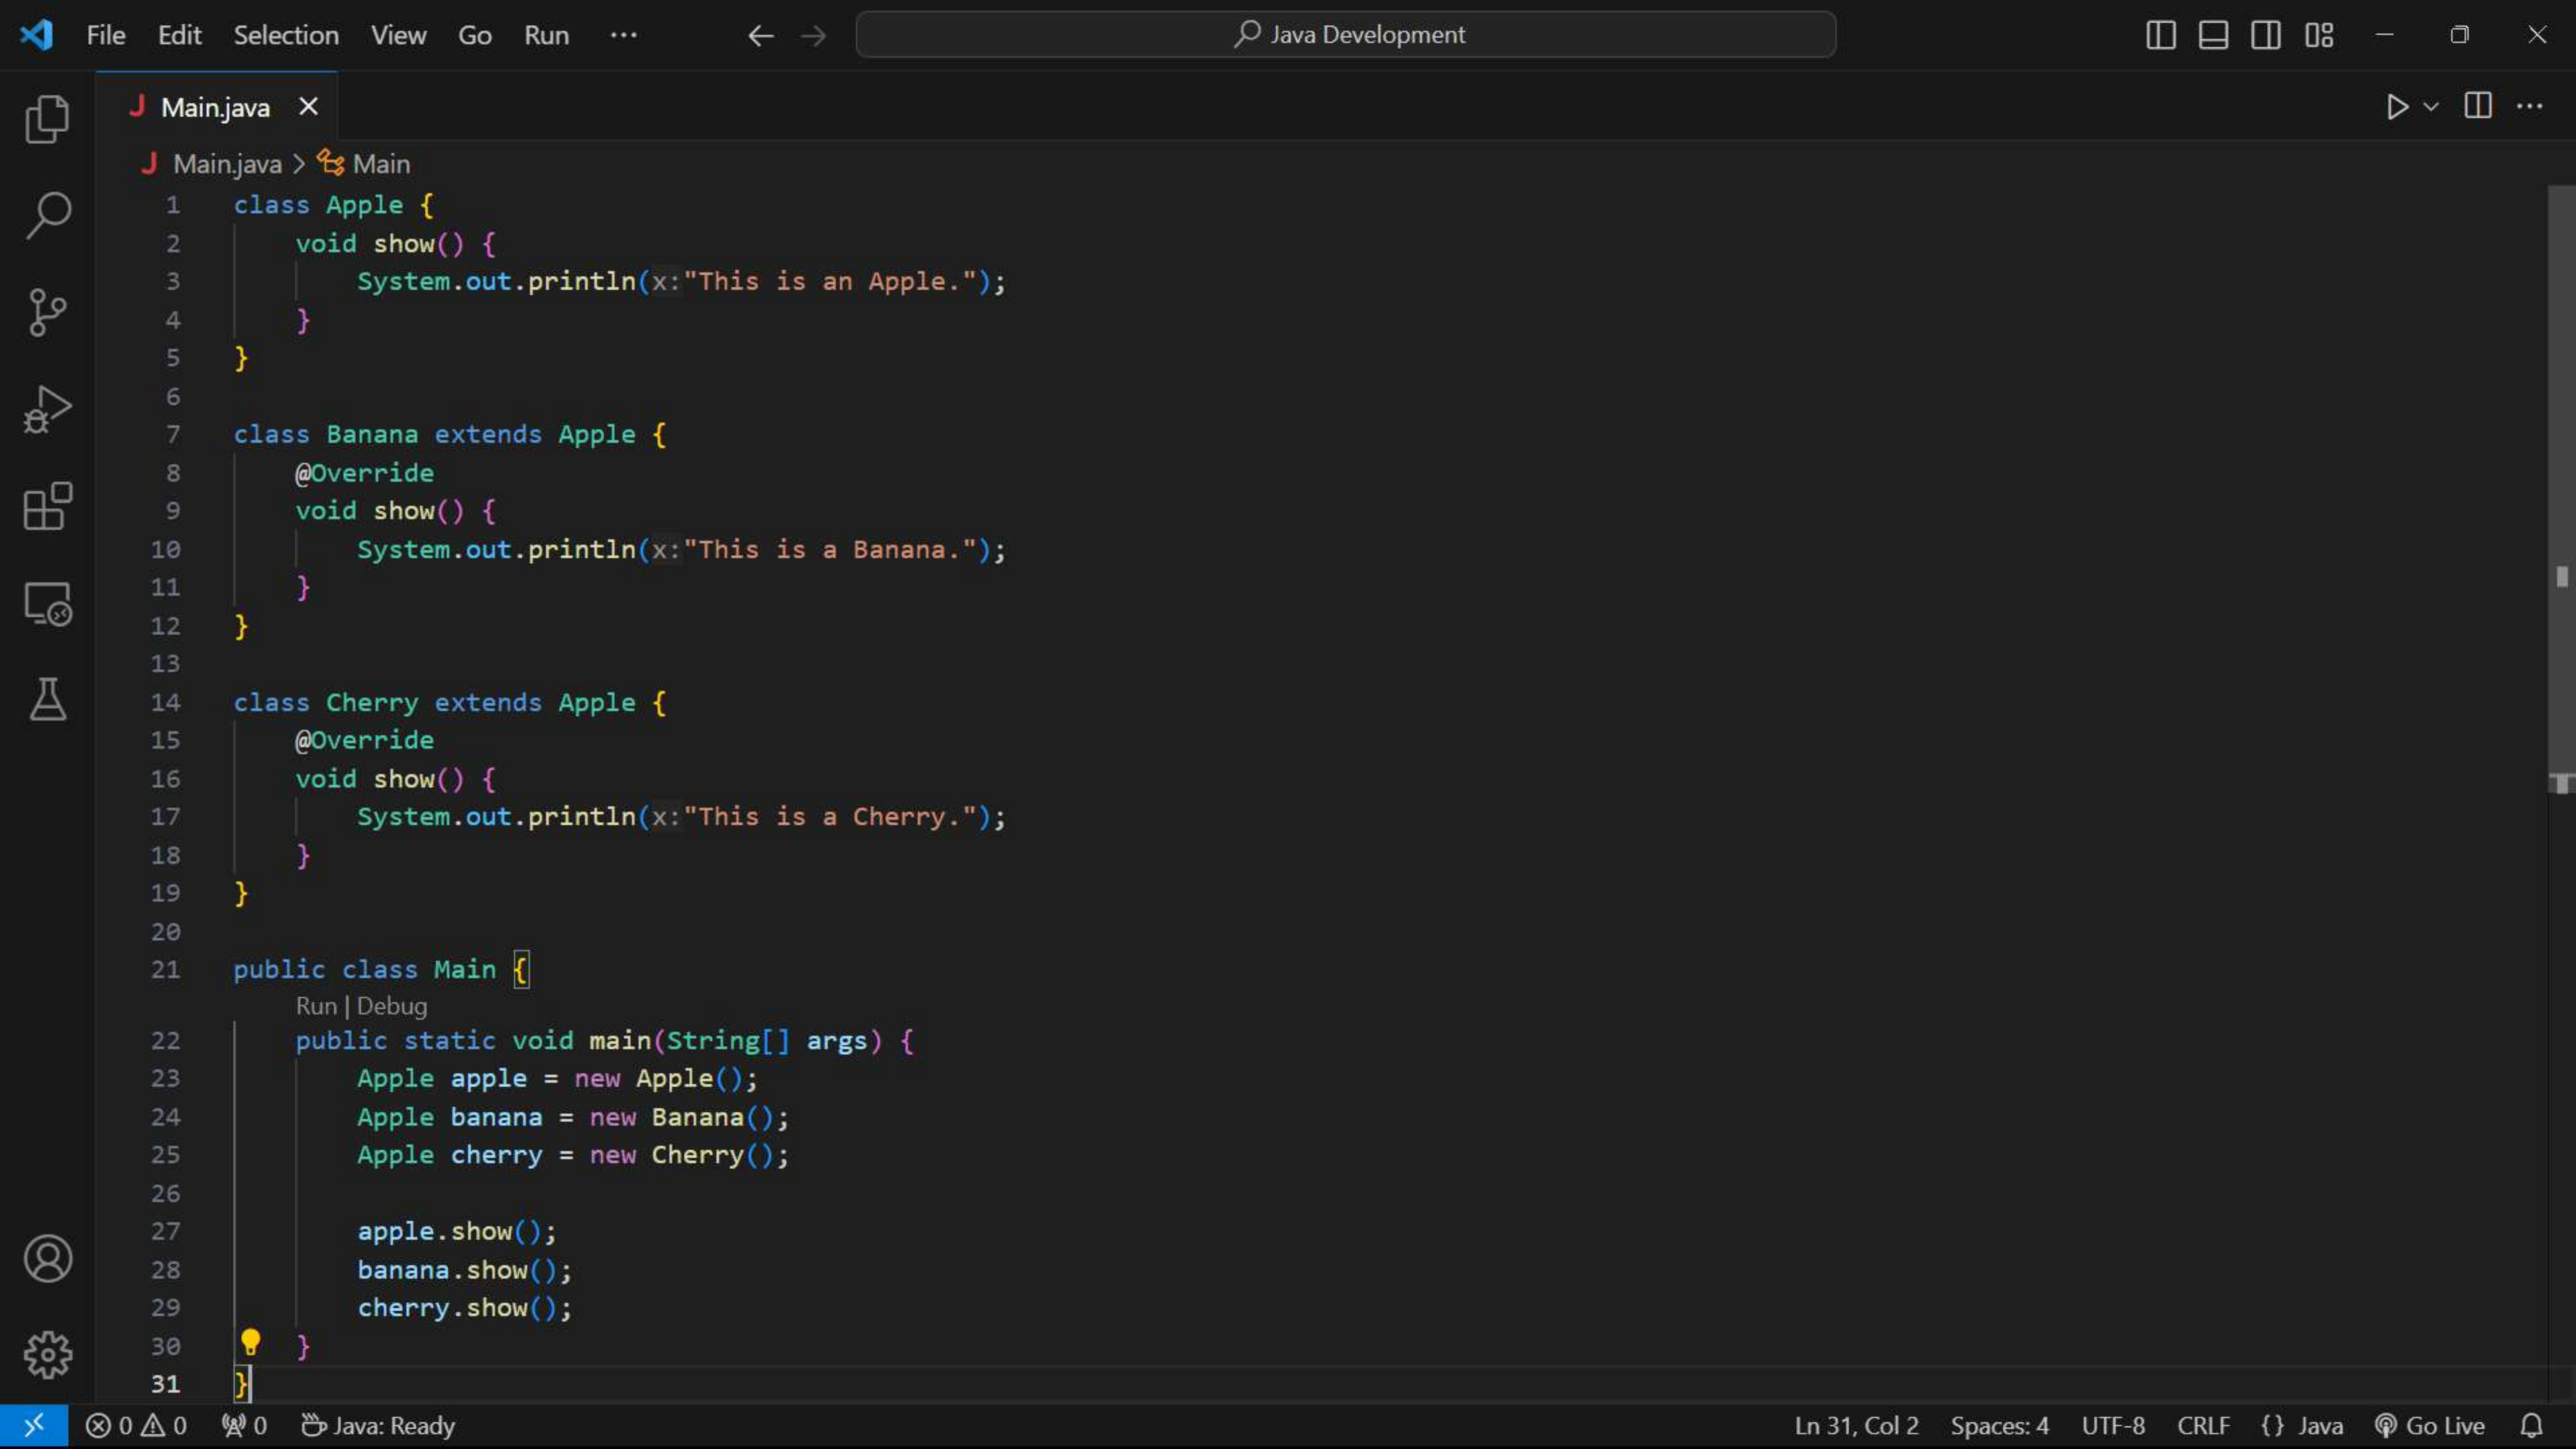 File Edit Selection View Go Run ··· Java Development
Main.java
Main.java > Main
1 class Apple {
2     void show() {
3         System.out.println(x:"This is an Apple.");
4     }
5 }
6
7 class Banana extends Apple {
8     @Override
9     void show() {
10         System.out.println(x:"This is a Banana.");
11     }
12 }
13
14 class Cherry extends Apple {
15     @Override
16     void show() {
17         System.out.println(x:"This is a Cherry.");
18     }
19 }
20
21 public class Main {
Run | Debug
22     public static void main(String[] args) {
23         Apple apple = new Apple();
24         Apple banana = new Banana();
25         Apple cherry = new Cherry();
26
27         apple.show();
28         banana.show();
29         cherry.show();
30     }
31 }
0 0 0 Java: Ready Ln 31, Col 2 Spaces: 4 UTF-8 CRLF {} Java Go Live